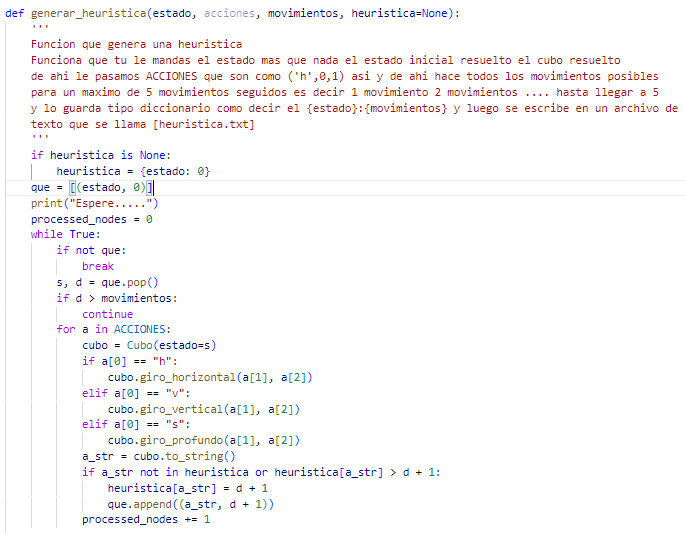 def generar_heuristica(estado, acciones, movimientos, heuristica=None):
    '''
    Funcion que genera una heuristica
    Funciona que tu le mandas el estado mas que nada el estado inicial resuelto el cubo resuelto
    de ahi le pasamos ACCIONES que son como ('h',0,1) asi y de ahi hace todos los movimientos posibles
    para un maximo de 5 movimientos seguidos es decir 1 movimiento 2 movimientos .... hasta llegar a 5
    y lo guarda tipo diccionario como decir el {estado}:{movimientos} y luego se escribe en un archivo de
    texto que se llama [heuristica.txt]
    '''
    if heuristica is None:
        heuristica = {estado: 0}
    que = [(estado, 0)]
    print("Espere.....")
    processed_nodes = 0
    while True:
        if not que:
            break
        s, d = que.pop()
        if d > movimientos:
            continue
        for a in ACCIONES:
            cubo = Cubo(estado=s)
            if a[0] == "h":
                cubo.giro_horizontal(a[1], a[2])
            elif a[0] == "v":
                cubo.giro_vertical(a[1], a[2])
            elif a[0] == "s":
                cubo.giro_profundo(a[1], a[2])
            a_str = cubo.to_string()
            if a_str not in heuristica or heuristica[a_str] > d + 1:
                heuristica[a_str] = d + 1
                que.append((a_str, d + 1))
            processed_nodes += 1